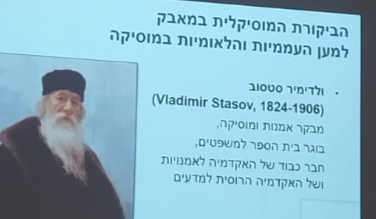 הביקורת המוסיקלית במאבק
למען העממיות והלאומיות במוסיקה
• ולדימיר סטסוב
(Vladimir Stasov, 1824-1906)
מבקר אמנות ומוסיקה,
בוגר בית הספר למשפטים,
חבר כבוד של האקדמיה לאמנויות
ושל האקדמיה הרוסית למדעים